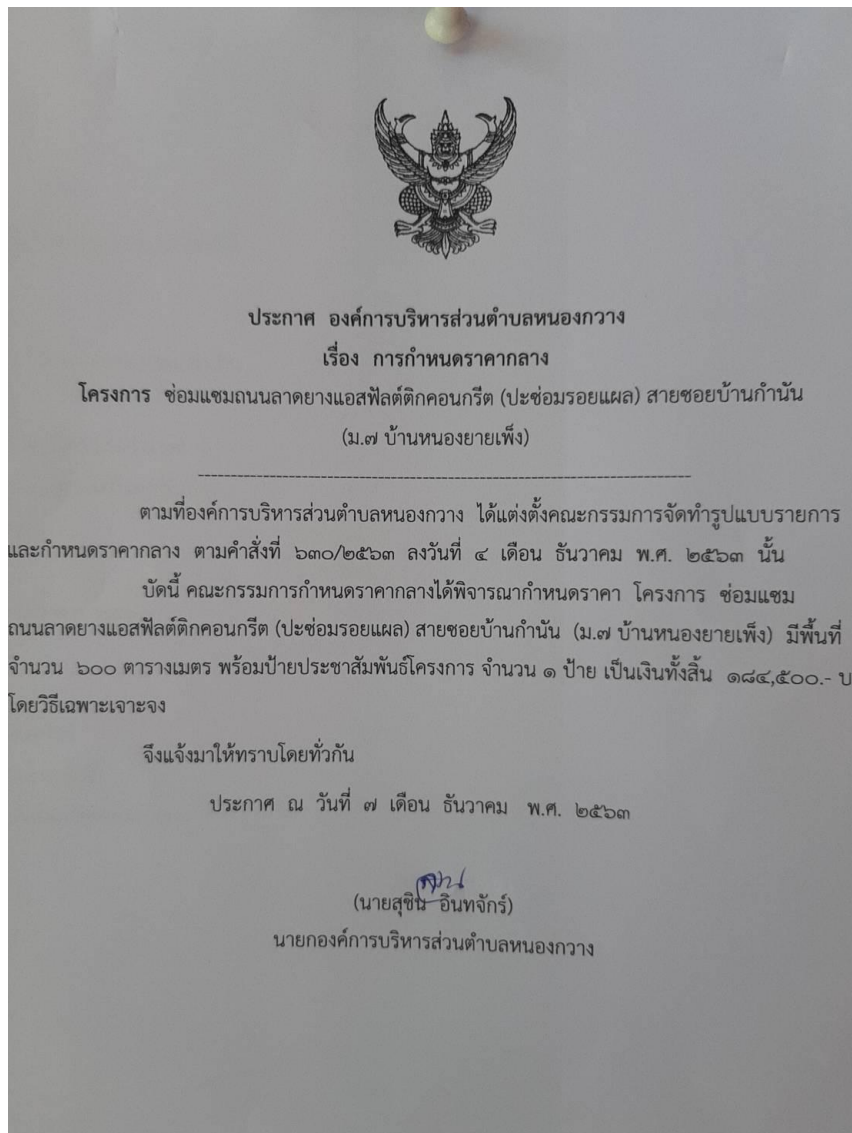 ประกาศ องค์การบริหารส่วนตำบลหนองกวาง
เรื่อง การกำหนดราคากลาง
โครงการ ซ่อมแซมถนนลาดยางแอสฟัลต์ติกคอนกรีต (ปะซ่อมรอยแผล) สายซอยบ้านกำนัน
(ม.๗ บ้านหนองยายเพ็ง)
ตามที่องค์การบริหารส่วนตำบลหนองกวาง ได้แต่งตั้งคณะกรรมการจัดทำรูปแบบรายการ
และกำหนดราคากลาง ตามคำสั่งที่ ๖๓๐/๒๕๖๓ ลงวันที่ ๔ เดือน ธันวาคม พ.ศ. ๒๕๖๓ นั้น
บัดนี้ คณะกรรมการกำหนดราคากลางได้พิจารณากำหนดราคา โครงการ ซ่อมแซม
ถนนลาดยางแอสฟัลต์ติกคอนกรีต (ปะซ่อมรอยแผล) สายซอยบ้านกำนัน (ม.๗ บ้านหนองยายเพ็ง) มีพื้นที่
จำนวน ๖๐๐ ตารางเมตร พร้อมป้ายประชาสัมพันธ์โครงการ จำนวน ๑ ป้าย เป็นเงินทั้งสิ้น ๑๘๔,๕๐๐.- บ
โดยวิธีเฉพาะเจาะจง
จึงแจ้งมาให้ทราบโดยทั่วกัน
ประกาศ ณ วันที่ ๗ เดือน ธันวาคม พ.ศ. ๒๕๖๓
(นายสุชิน อินทจักร์)
นายกองค์การบริหารส่วนตำบลหนองกวาง